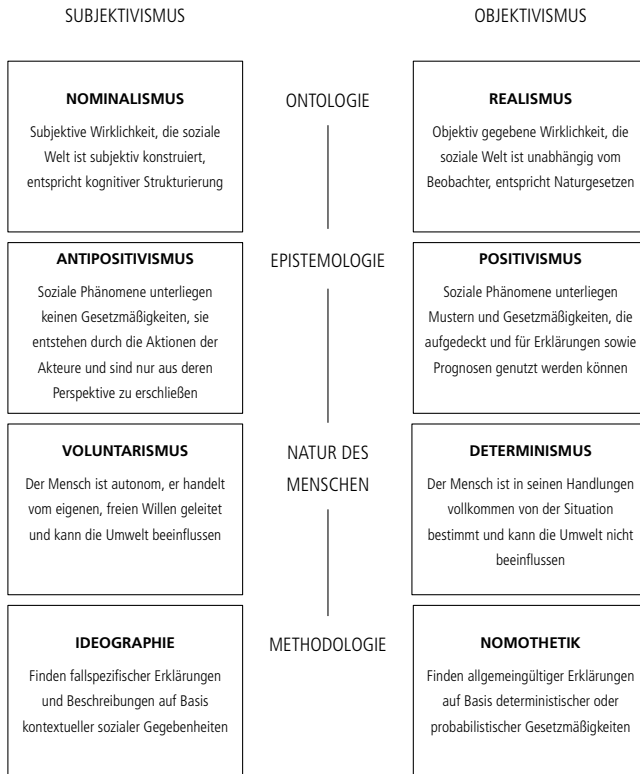 SUBJEKTIVISMUS
OBJEKTIVISMUS
NOMINALISMUS
Subjektive Wirklichkeit, die soziale
Welt ist subjektiv konstruiert,
entspricht kognitiver Strukturierung
ONTOLOGIE
REALISMUS
Objektiv gegebene Wirklichkeit, die
soziale Welt ist unabhängig vom
Beobachter, entspricht Naturgesetzen
ANTIPOSITIVISMUS
Soziale Phänomene unterliegen
keinen Gesetzmäßigkeiten, sie
entstehen durch die Aktionen der
Akteure und sind nur aus deren
Perspektive zu erschließen
EPISTEMOLOGIE
POSITIVISMUS
Soziale Phänomene unterliegen
Mustern und Gesetzmäßigkeiten, die
aufgedeckt und für Erklärungen sowie
Prognosen genutzt werden können
VOLUNTARISMUS
Der Mensch ist autonom, er handelt
vom eigenen, freien Willen geleitet
und kann die Umwelt beeinflussen
NATUR DES
MENSCHEN
DETERMINISMUS
Der Mensch ist in seinen Handlungen
vollkommen von der Situation
bestimmt und kann die Umwelt nicht
beeinflussen
IDEOGRAPHIE
Finden fallspezifischer Erklärungen
und Beschreibungen auf Basis
kontextueller sozialer Gegebenheiten
METHODOLOGIE
NOMOTHETIK
Finden allgemeingültiger Erklärungen
auf Basis deterministischer oder
probabilistischer Gesetzmäßigkeiten